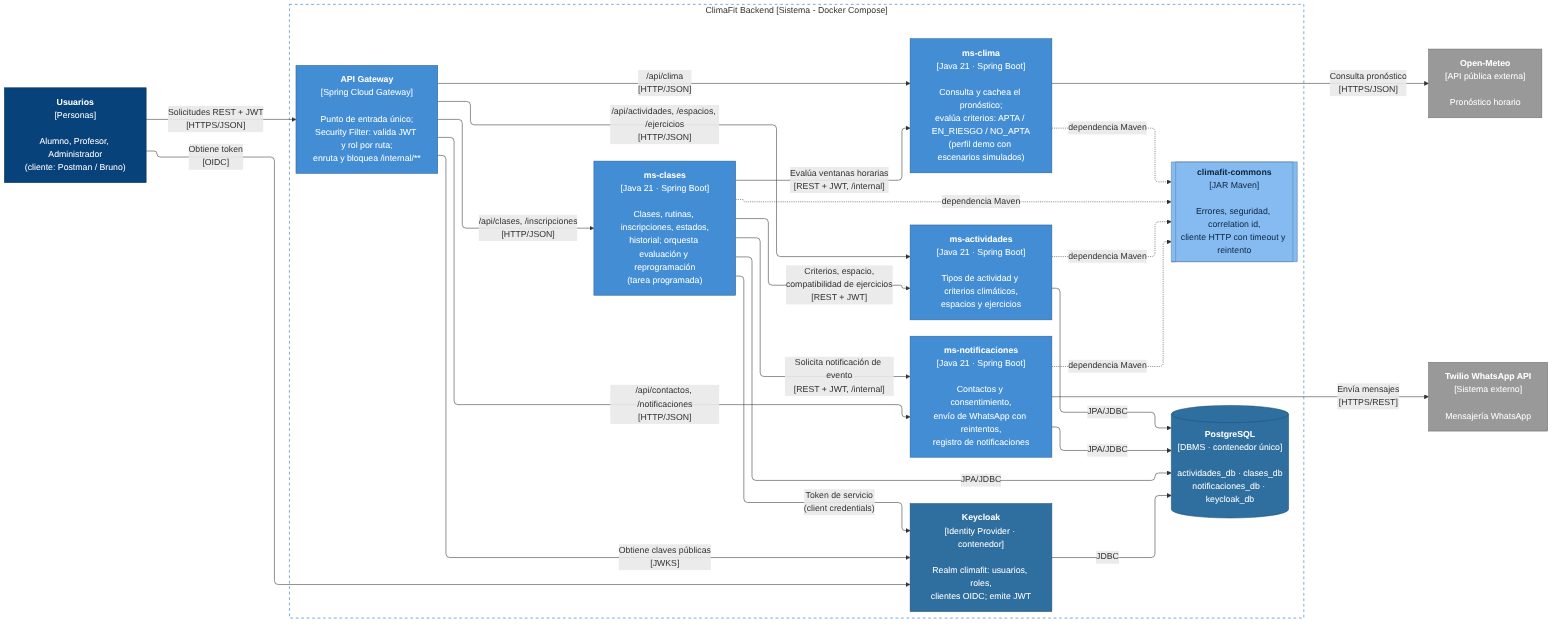 ClimaFit Backend [Sistema - Docker Compose]
Usuarios
[Personas]
Alumno, Profesor,
Administrador
(cliente: Postman / Bruno)
Solicitudes REST + JWT
[HTTPS/JSON]
Obtiene token
[OIDC]
API Gateway
[Spring Cloud Gateway]
Punto de entrada único;
Security Filter: valida JWT
y rol por ruta;
enruta y bloquea /internal/**
/api/clima
[HTTP/JSON]
/api/actividades, /espacios,
/ejercicios
[HTTP/JSON]
/api/clases, /inscripciones
[HTTP/JSON]
/api/contactos,
/notificaciones
[HTTP/JSON]
Obtiene claves públicas
[JWKS]
ms-clases
[Java 21 · Spring Boot]
Clases, rutinas,
inscripciones, estados,
historial; orquesta
evaluación y
reprogramación
(tarea programada)
Evalúa ventanas horarias
[REST + JWT, /internal]
dependencia Maven
Criterios, espacio,
compatibilidad de ejercicios
[REST + JWT]
Solicita notificación de
evento
[REST + JWT, /internal]
JPA/JDBC
Token de servicio
(client credentials)
ms-clima
[Java 21 · Spring Boot]
Consulta y cachea el
pronóstico;
evalúa criterios: APTA /
EN_RIESGO / NO_APTA
(perfil demo con
escenarios simulados)
dependencia Maven
ms-actividades
[Java 21 · Spring Boot]
Tipos de actividad y
criterios climáticos,
espacios y ejercicios
dependencia Maven
JPA/JDBC
ms-notificaciones
[Java 21 · Spring Boot]
Contactos y
consentimiento,
envío de WhatsApp con
reintentos,
registro de notificaciones
dependencia Maven
JPA/JDBC
Keycloak
[Identity Provider ·
contenedor]
Realm climafit: usuarios,
roles,
clientes OIDC; emite JWT
JDBC
climafit-commons
[JAR Maven]
Errores, seguridad,
correlation id,
cliente HTTP con timeout y
reintento
PostgreSQL
[DBMS · contenedor único]
actividades_db · clases_db
notificaciones_db ·
keycloak_db
Consulta pronóstico
[HTTPS/JSON]
Open-Meteo
[API pública externa]
Pronóstico horario
Envía mensajes
[HTTPS/REST]
Twilio WhatsApp API
[Sistema externo]
Mensajería WhatsApp